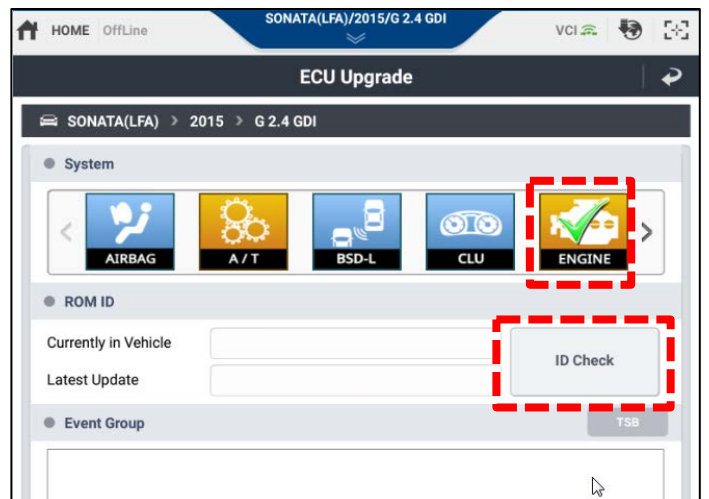 SONATA(LFA)/2015/G 2.4 GDI
HOME OffLine VCI
ECU Upgrade
SONATA(LFA) > 2015 > G 2.4 GDI
System
AIRBAG A/T BSD-L CLU ENGINE
ROM ID
Currently in Vehicle
ID Check
Latest Update
Event Group TSB